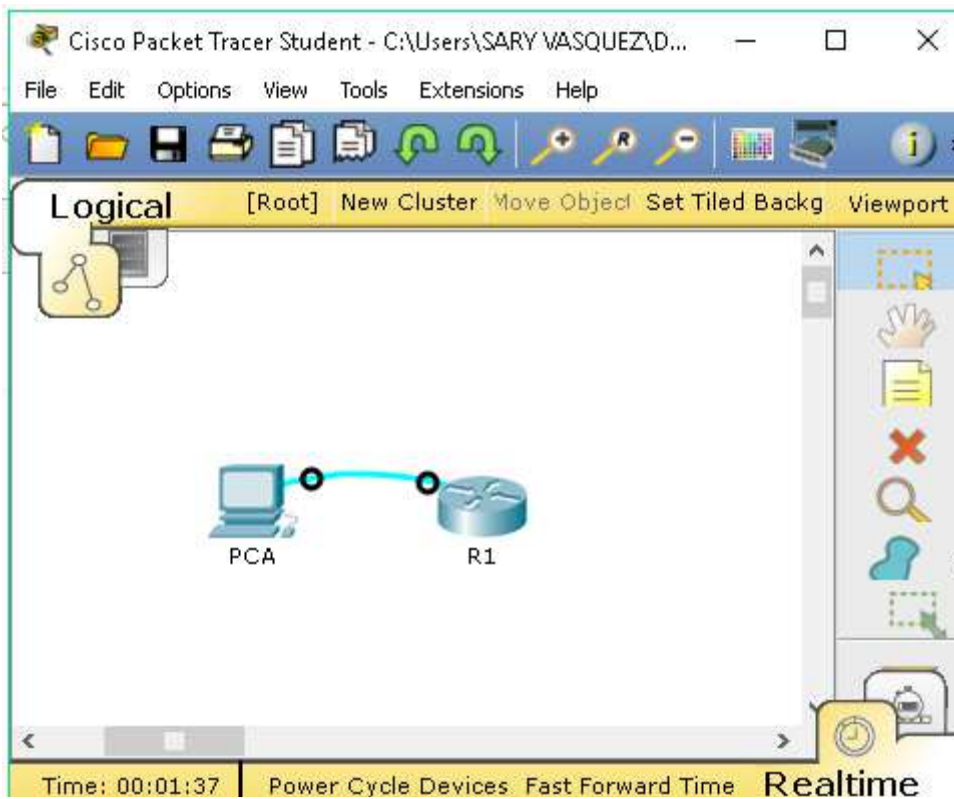 Cisco Packet Tracer Student - C:\Users\SARY VASQUEZ\D...
File Edit Options View Tools Extensions Help
Logical [Root] New Cluster Move Object Set Tiled Backg Viewport
PCA R1
Time: 00:01:37 Power Cycle Devices Fast Forward Time Realtime